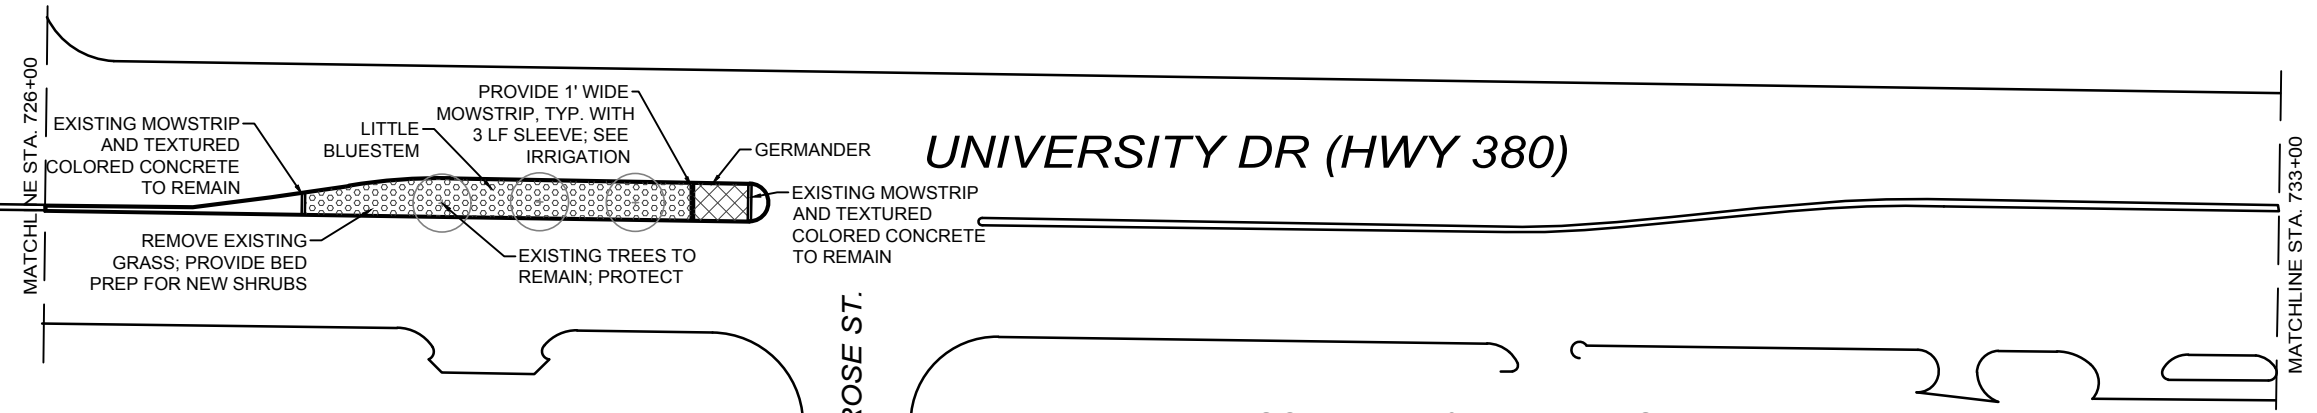 MATCHLINE STA. 726+00
EXISTING MOWSTRIP
AND TEXTURED
COLORED CONCRETE
TO REMAIN
LITTLE
BLUESTEM
PROVIDE 1' WIDE
MOWSTRIP, TYP. WITH
3 LF SLEEVE; SEE
IRRIGATION
GERMANDER
UNIVERSITY DR (HWY 380)
EXISTING MOWSTRIP
AND TEXTURED
COLORED CONCRETE
TO REMAIN
REMOVE EXISTING
GRASS; PROVIDE BED
PREP FOR NEW SHRUBS
EXISTING TREES TO
REMAIN; PROTECT
ROSE ST.
MATCHLINE STA. 733+00